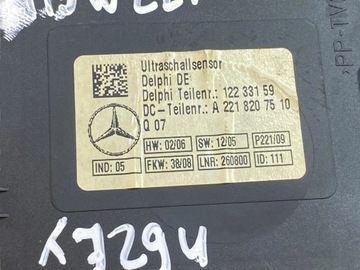 Ultraschallsensor
Delphi DE
Delphi Teilenr.: 122 331 59
DC-Teilenr.: A 221 820 75 10
Q 07
HW: 02/06 SW: 12/05 P221/09
IND: 05 FKW: 38/08 LNR: 260800 ID: 111